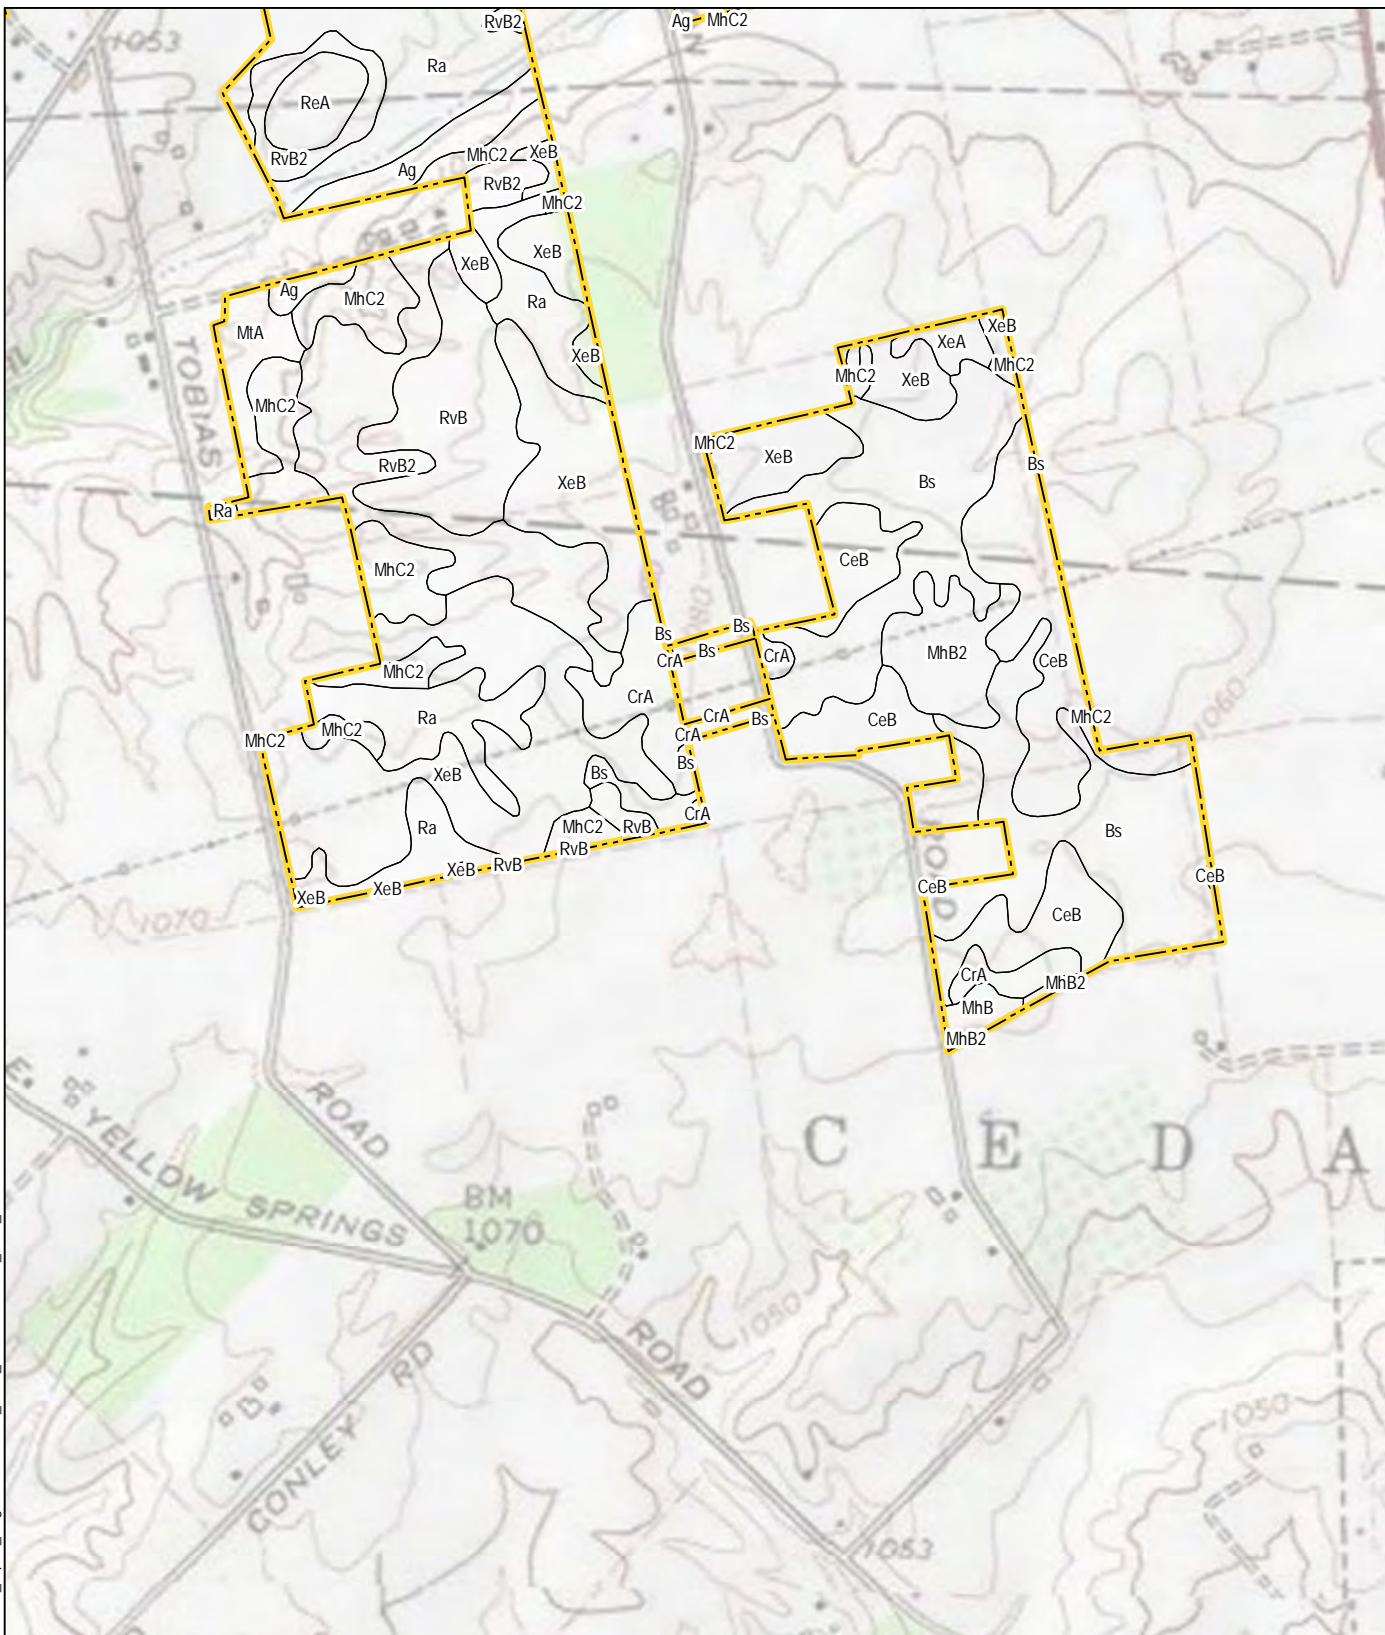 RvB2
Ag
MhC2
1053
Ra
ReA
RvB2
MhC2
XeB
Ag
RvB2
MhC2
XeB
XeB
Ag
MhC2
Ra
MtA
XeB
XeA
XeB
MhC2
MhC2
XeB
TOBIAS
MhC2
RvB
MhC2
XeB
Bs
RvB2
XeB
Bs
Ra
CeB
MhC2
Bs
Bs
Bs
CrA
CrA
MhB2
CeB
MhC2
CrA
Ra
CrA
Bs
CeB
MhC2
1060
MhC2
MhC2
CrA
Bs
XeB
Bs
CrA
Ra
MhC2
RvB
Bs
RvB
RvB
XeB
XeB
XeB
CeB
CeB
ROAD
CeB
1070
CrA
MhB2
MhB
MhB2
E.
YELLOW SPRINGS
ROAD
C E D A
BM
1070
ROAD
1050
RD
CONLEY
1050
1053